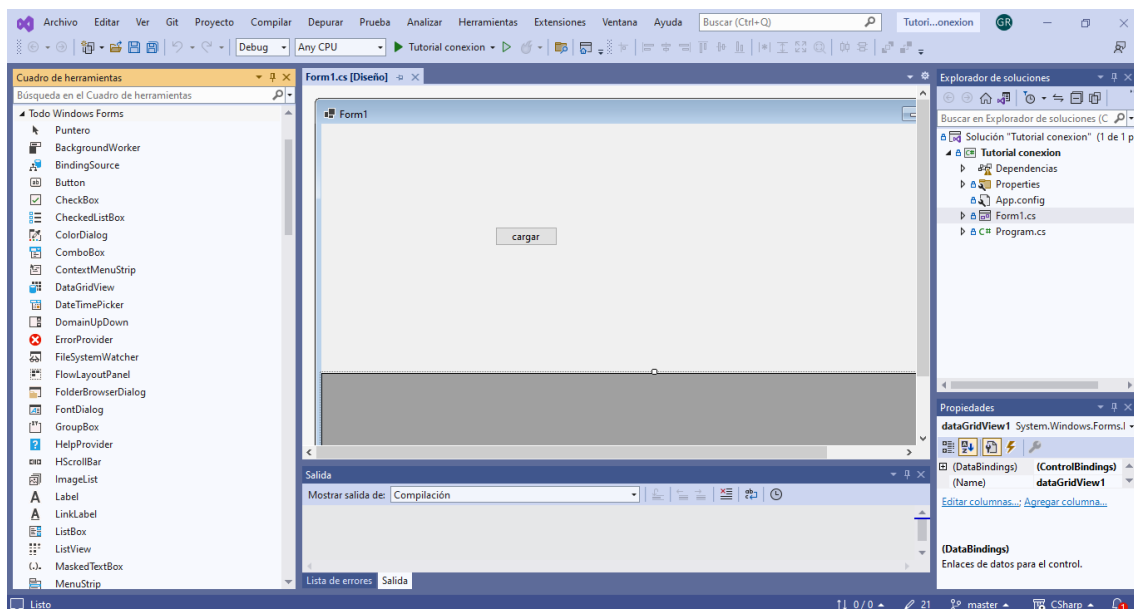 Archivo Editar Ver Git Proyecto Compilar Depurar Prueba Analizar Herramientas Extensiones Ventana Ayuda Buscar (Ctrl+Q) Tutori...onexion GR
Debug Any CPU Tutorial conexion
Cuadro de herramientas
Búsqueda en el Cuadro de herramientas
Todo Windows Forms
Puntero
BackgroundWorker
BindingSource
Button
CheckBox
CheckedListBox
ColorDialog
ComboBox
ContextMenuStrip
DataGridView
DateTimePicker
DomainUpDown
ErrorProvider
FileSystemWatcher
FlowLayoutPanel
FolderBrowserDialog
FontDialog
GroupBox
HelpProvider
HScrollBar
ImageList
Label
LinkLabel
ListBox
ListView
MaskedTextBox
MenuStrip
Form1.cs [Diseño]
Form1
cargar
Salida
Mostrar salida de: Compilación
Lista de errores Salida
Explorador de soluciones
Buscar en Explorador de soluciones (C
Solución "Tutorial conexion" (1 de 1 p
C# Tutorial conexion
Dependencias
Properties
App.config
Form1.cs
C# Program.cs
Propiedades
dataGridView1 System.Windows.Forms.
(DataBindings) (ControlBindings)
(Name) dataGridView1
Editar columnas...; Agregar columna...
(DataBindings)
Enlaces de datos para el control.
Listo 0 / 0 21 master CSharp 1